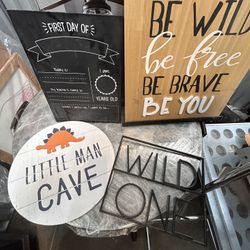 FIRST DAY OF
YEARS OLD
BE WILD
be free
BE BRAVE
BE YOU
LITTLE MAN
CAVE
WILD
ONE